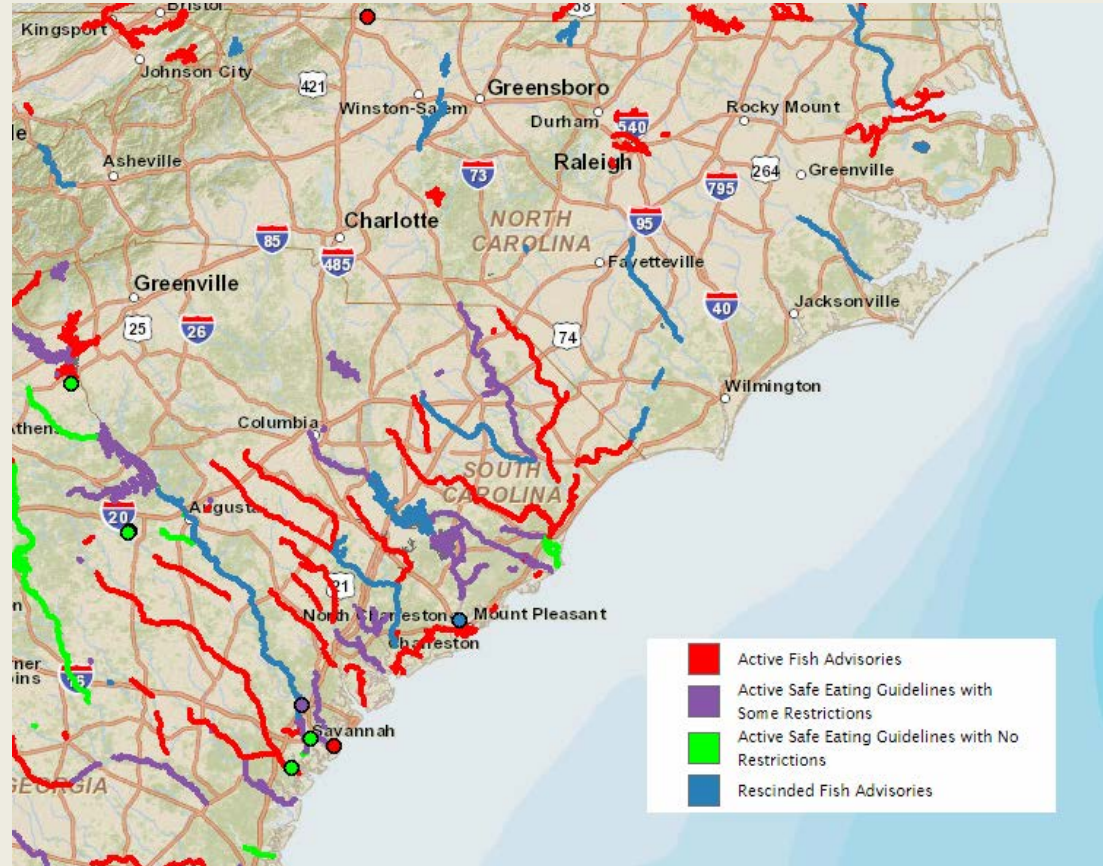 Bristol
58
Kingsport
Johnson City
421
Greensboro
Winston-Salem
Durham
540
Rocky Mount
Raleigh
Asheville
73
264
Greenville
795
Charlotte
NORTH
CAROLINA
95
85
485
Fayetteville
Greenville
25
26
40
Jacksonville
74
Wilmington
Athens
Columbia
SOUTH
CAROLINA
20
Augusta
21
North Charleston
Mount Pleasant
Charleston
Savannah
GEORGIA
Active Fish Advisories
Active Safe Eating Guidelines with
Some Restrictions
Active Safe Eating Guidelines with No
Restrictions
Rescinded Fish Advisories